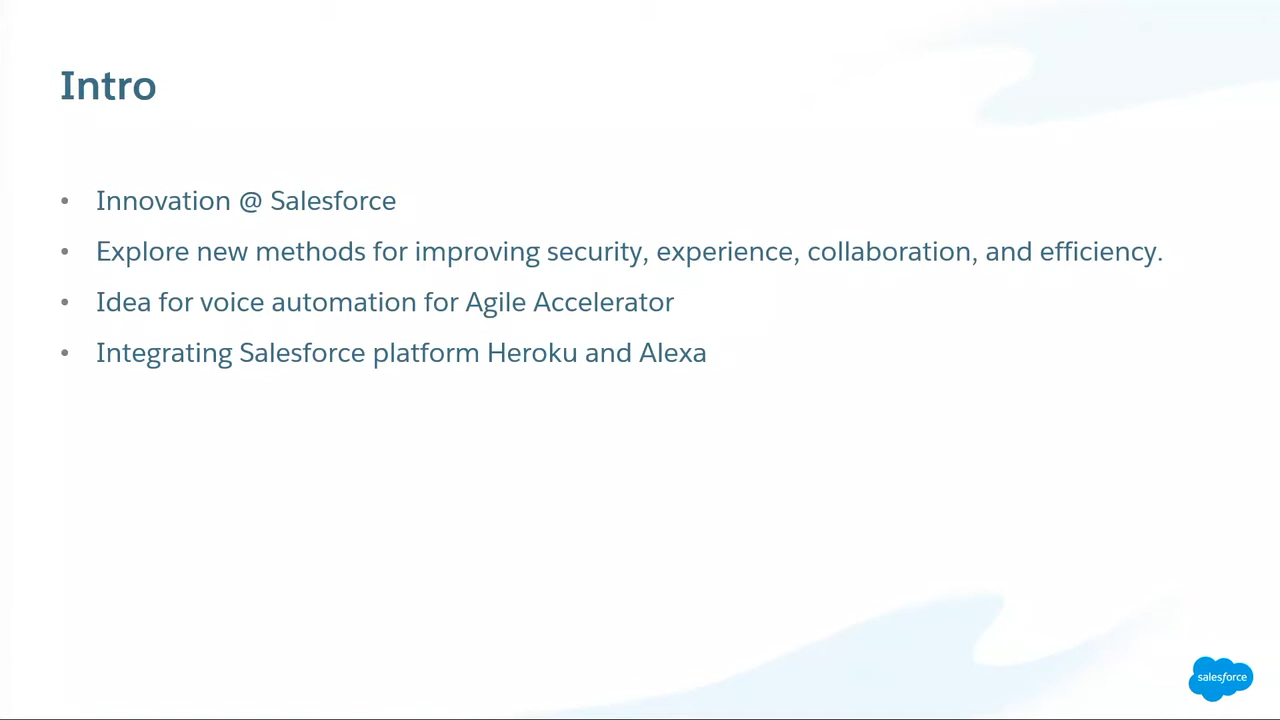 Intro
• Innovation @ Salesforce
• Explore new methods for improving security, experience, collaboration, and efficiency.
• Idea for voice automation for Agile Accelerator
• Integrating Salesforce platform Heroku and Alexa
salesforce